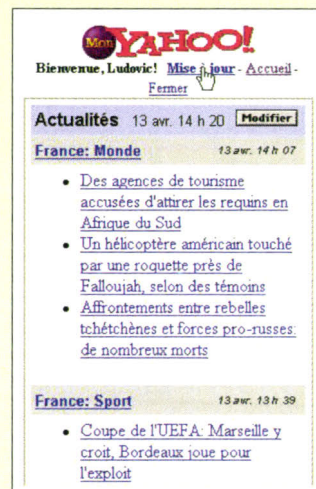 Mon YAHOO!
Bienvenue, Ludovic! Mise à jour - Accueil -
Fermer
Actualités 13 avr. 14 h 20 Modifier
France: Monde 13 avr. 14 h 07
Des agences de tourisme
accusées d'attirer les requins en
Afrique du Sud
Un hélicoptère américain touché
par une roquette près de
Falloujah, selon des témoins
Affrontements entre rebelles
tchétchènes et forces pro-russes:
de nombreux morts
France: Sport 13 avr. 13 h 39
Coupe de l'UEFA: Marseille y
croit, Bordeaux joue pour
l'exploit